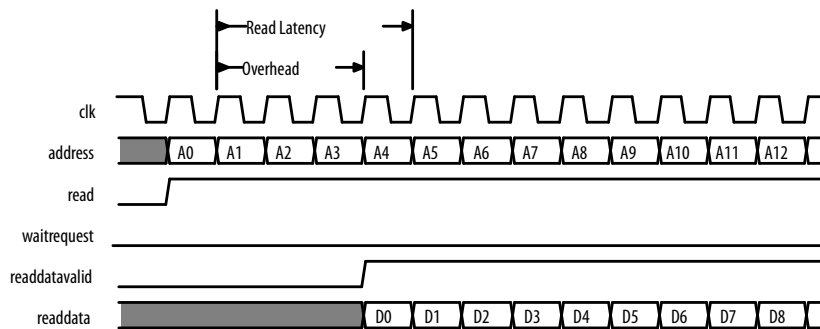 Read Latency
Overhead
clk
address A0 A1 A2 A3 A4 A5 A6 A7 A8 A9 A10 A11 A12
read
waitrequest
readdatavalid
readdata D0 D1 D2 D3 D4 D5 D6 D7 D8